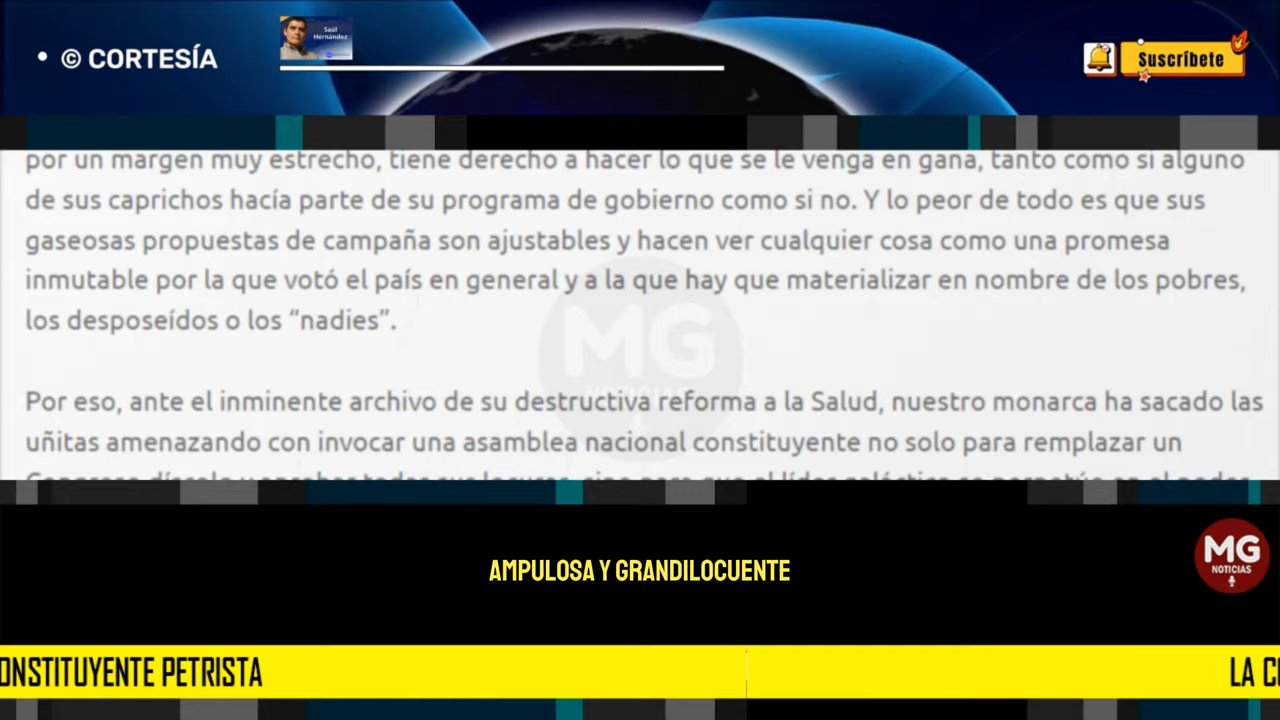 • © CORTESÍA
Saúl
Hernández
Suscríbete
por un margen muy estrecho, tiene derecho a hacer lo que se le venga en gana, tanto como si alguno
de sus caprichos hacía parte de su programa de gobierno como si no. Y lo peor de todo es que sus
gaseosas propuestas de campaña son ajustables y hacen ver cualquier cosa como una promesa
inmutable por la que votó el país en general y a la que hay que materializar en nombre de los pobres,
los desposeídos o los “nadies”.
MG
NOTICIAS
Por eso, ante el inminente archivo de su destructiva reforma a la Salud, nuestro monarca ha sacado las
uñitas amenazando con invocar una asamblea nacional constituyente no solo para remplazar un
AMPULOSA Y GRANDILOCUENTE
MG
NOTICIAS
ONSTITUYENTE PETRISTA
LA C